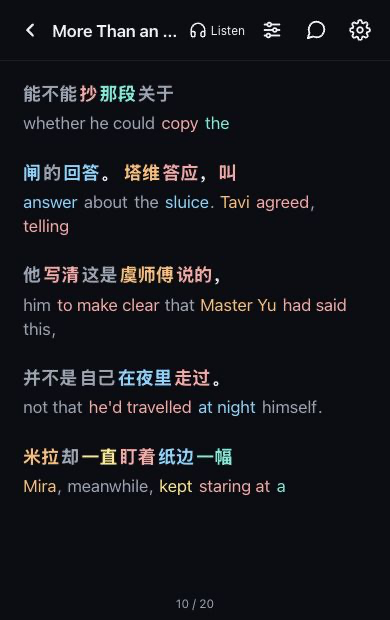 More Than an ... Listen
能不能抄那段关于
whether he could copy the
闸的回答。塔维答应，叫
answer about the sluice. Tavi agreed,
telling
他写清这是虞师傅说的，
him to make clear that Master Yu had said
this,
并不是自己在夜里走过。
not that he'd travelled at night himself.
米拉却一直盯着纸边一幅
Mira, meanwhile, kept staring at a
10 / 20